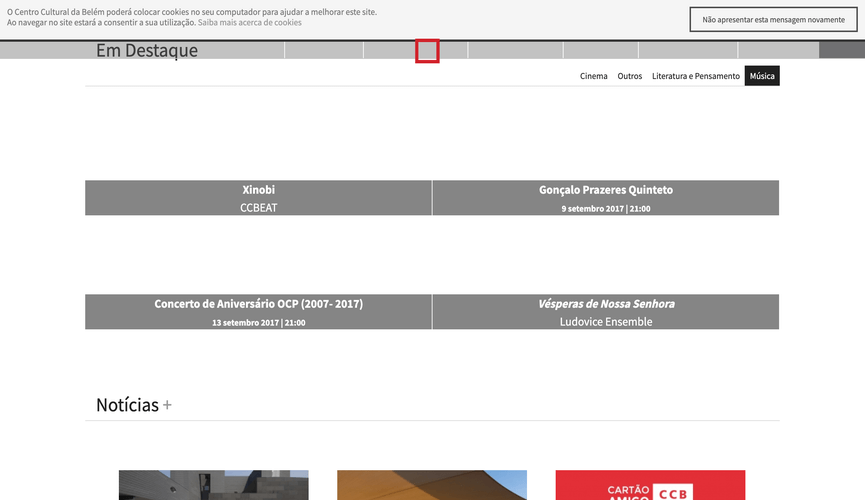 O Centro Cultural da Belém poderá colocar cookies no seu computador para ajudar a melhorar este site.
Ao navegar no site estará a consentir a sua utilização. Saiba mais acerca de cookies
Não apresentar esta mensagem novamente
Em Destaque
Cinema Outros Literatura e Pensamento Música
Xinobi
CCBEAT
Gonçalo Prazeres Quinteto
9 setembro 2017 | 21:00
Concerto de Aniversário OCP (2007- 2017)
13 setembro 2017 | 21:00
Vésperas de Nossa Senhora
Ludovice Ensemble
Notícias +
CARTÃO
AMIGO
CCB